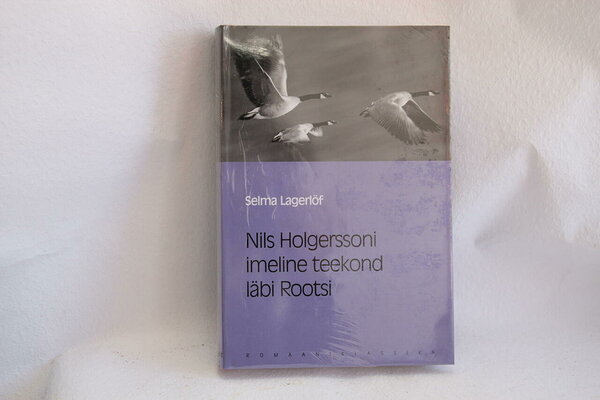 Selma Lagerlöf
Nils Holgerssoni
imeline teekond
läbi Rootsi
ROMAANIKLASSIKA